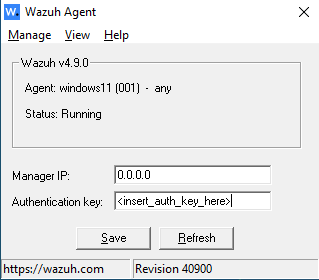 W. Wazuh Agent
Manage View Help
Wazuh v4.9.0
Agent: windows11 (001) - any
Status: Running
Manager IP: 0.0.0.0
Authentication key: <insert_auth_key_here>
Save Refresh
https://wazuh.com Revision 40900